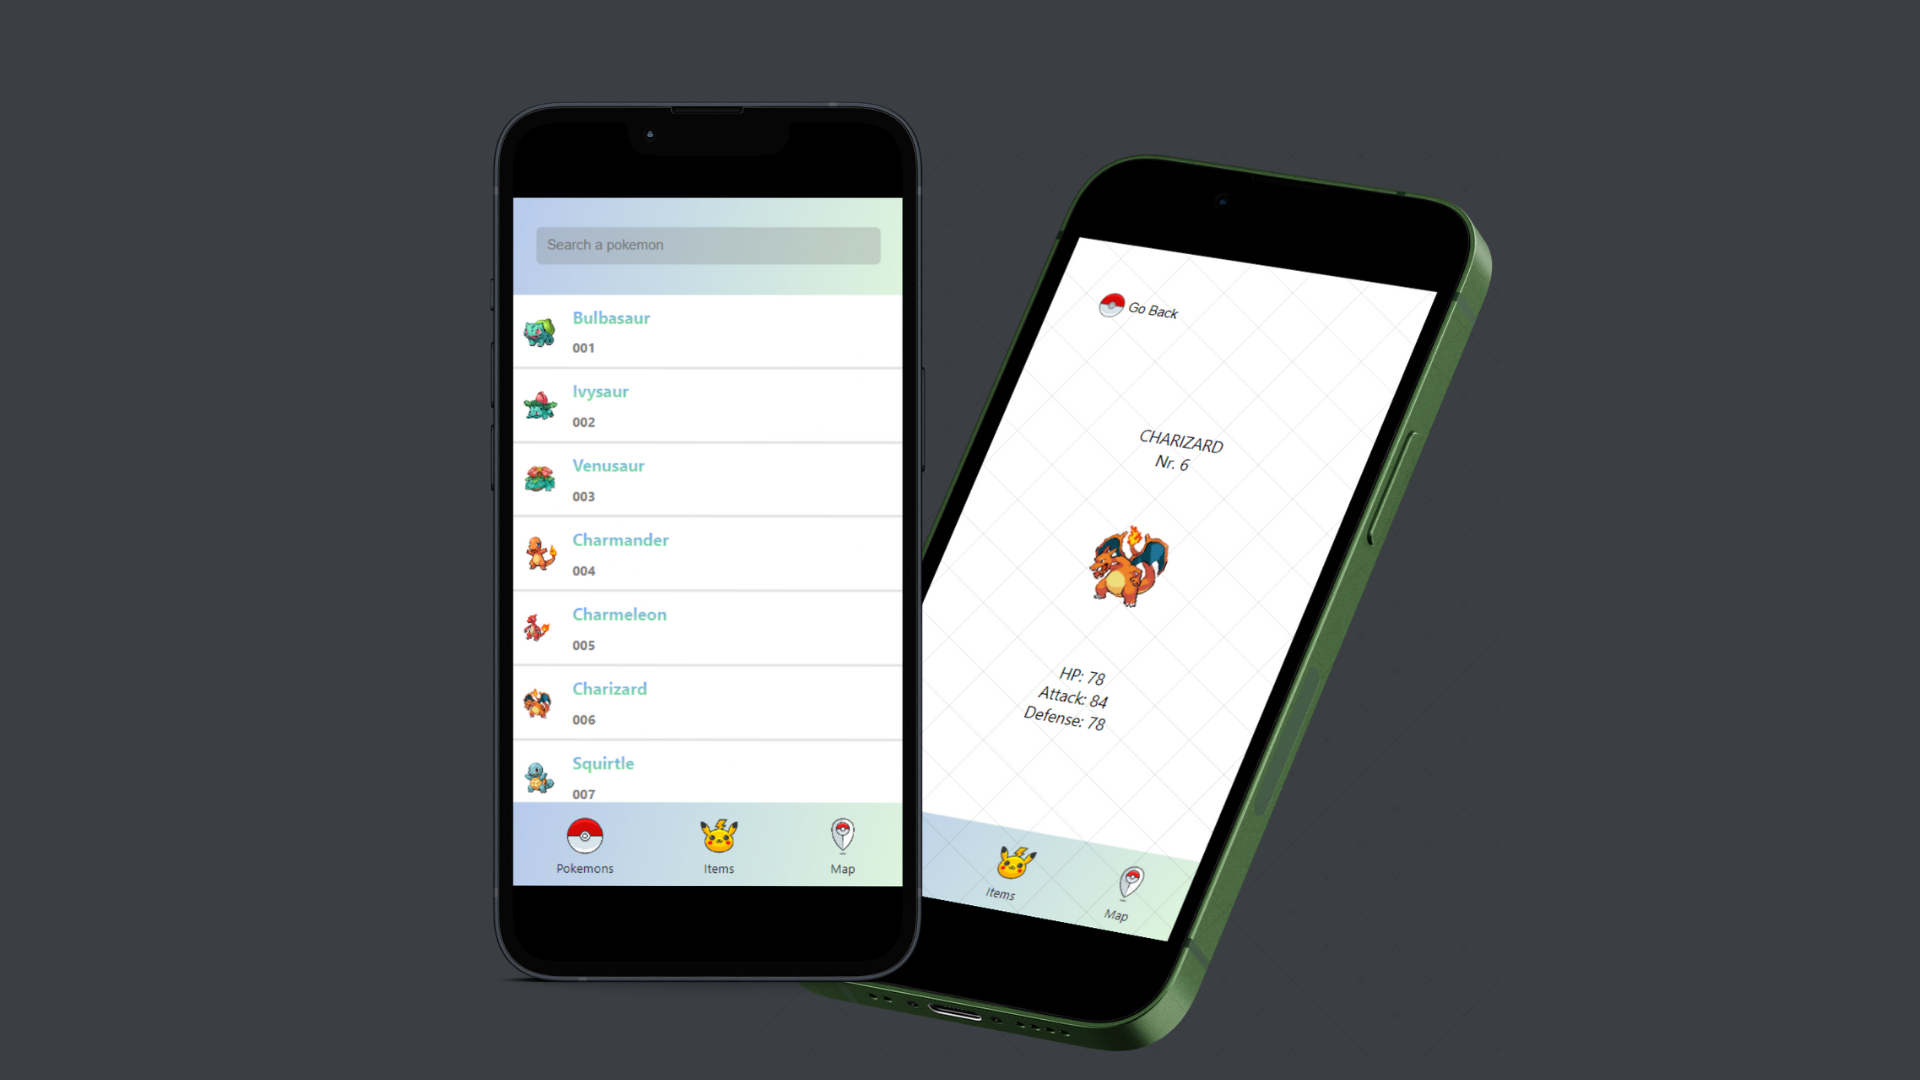 Search a pokemon
Bulbasaur
001
Ivysaur
002
Venusaur
003
Charmander
004
Charmeleon
005
Charizard
006
Squirtle
007
Pokemons
Items
Map
Go Back
CHARIZARD
Nr. 6
HP: 78
Attack: 84
Defense: 78
Items
Map